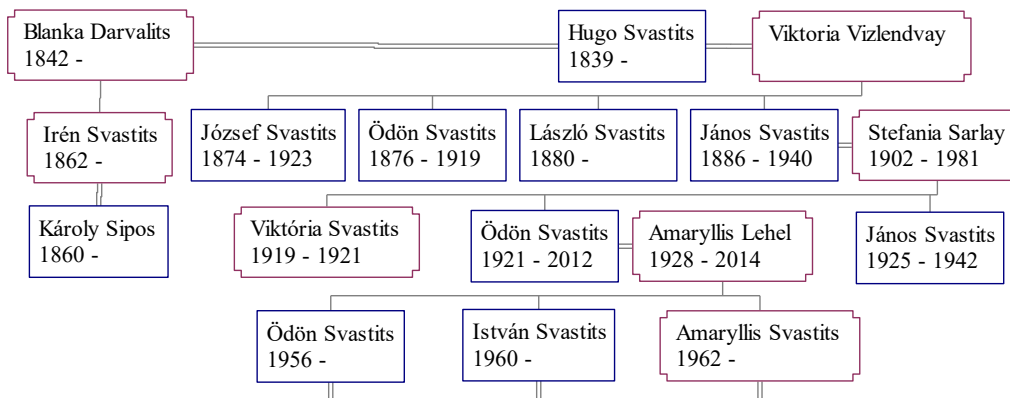 Blanka Darvalits
1842 -
Hugo Svastits
1839 -
Viktoria Vizlendvay
Irén Svastits
1862 -
József Svastits
1874 - 1923
Ödön Svastits
1876 - 1919
László Svastits
1880 -
János Svastits
1886 - 1940
Stefania Sarlay
1902 - 1981
Károly Sipos
1860 -
Viktória Svastits
1919 - 1921
Ödön Svastits
1921 - 2012
Amaryllis Lehel
1928 - 2014
János Svastits
1925 - 1942
Ödön Svastits
1956 -
István Svastits
1960 -
Amaryllis Svastits
1962 -